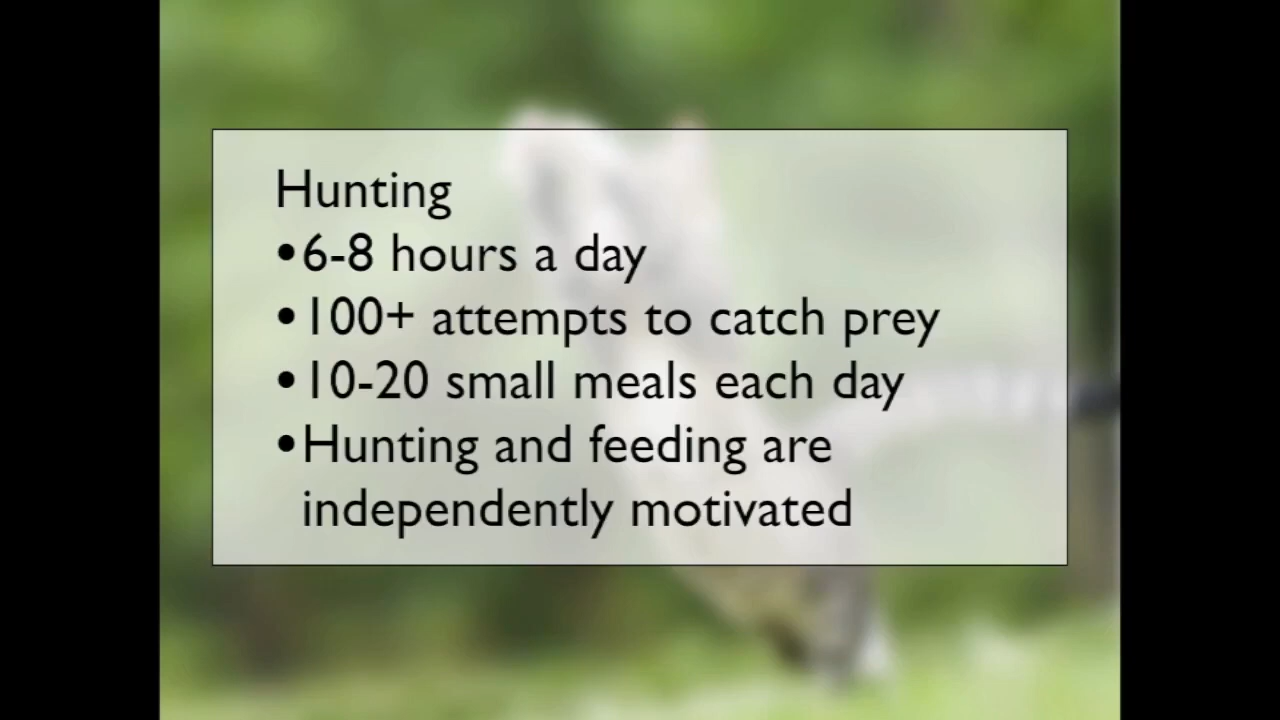 Hunting
•6-8 hours a day
•100+ attempts to catch prey
•10-20 small meals each day
•Hunting and feeding are
independently motivated